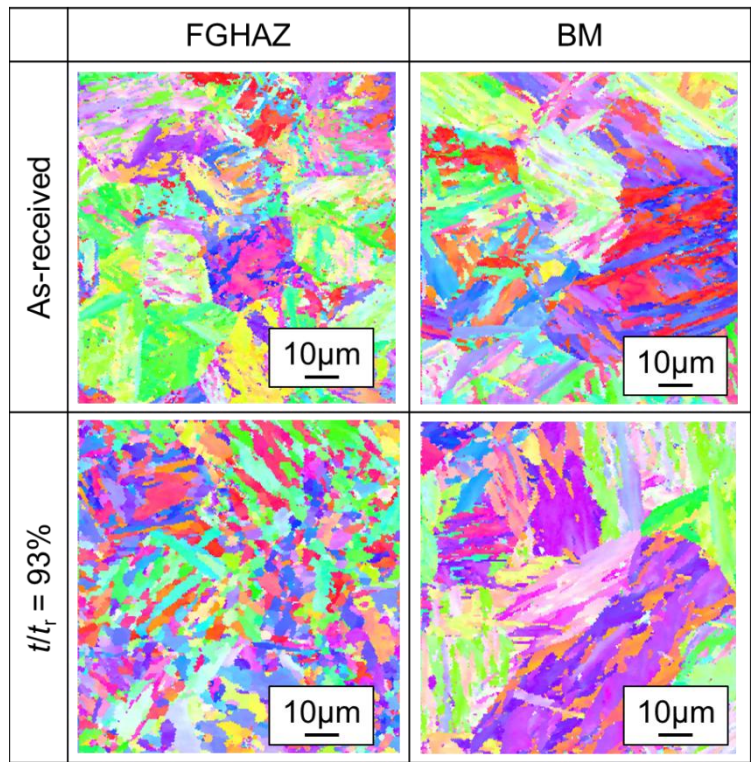 FGHAZ
BM
As-received
10μm
10μm
t/tr = 93%
10μm
10μm